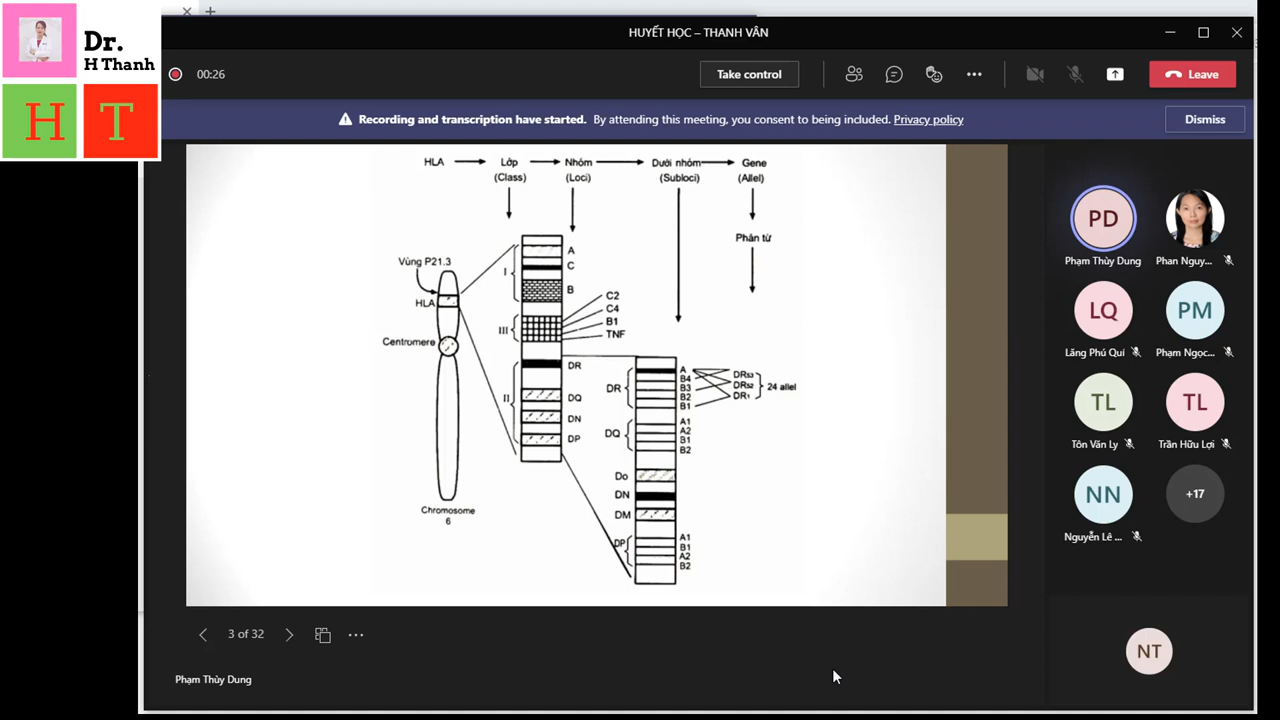 Dr.
H Thanh
H T
HUYẾT HỌC – THANH VÂN
00:26
Take control
Leave
Recording and transcription have started. By attending this meeting, you consent to being included. Privacy policy
Dismiss
HLA Lớp Nhóm Dưới nhóm Gene
(Class) (Loci) (Subloci) (Allel)
Phân tử
Vùng P21.3
HLA
Centromere
Chromosome
6
I
A
C
B
III
C2
C4
B1
TNF
II
DR
DQ
DN
DP
DR
A
B4
B3
B2
B1
DR53
DR52
DR1
24 allel
DQ
A1
A2
B1
B2
Do
DN
DM
DP
A1
B1
A2
B2
PD
Phạm Thùy Dung
Phan Nguy...
LQ
Lăng Phú Quí
PM
Phạm Ngọc...
TL
Tôn Văn Ly
TL
Trần Hữu Lợi
NN
Nguyễn Lê ...
+17
NT
3 of 32
Phạm Thùy Dung